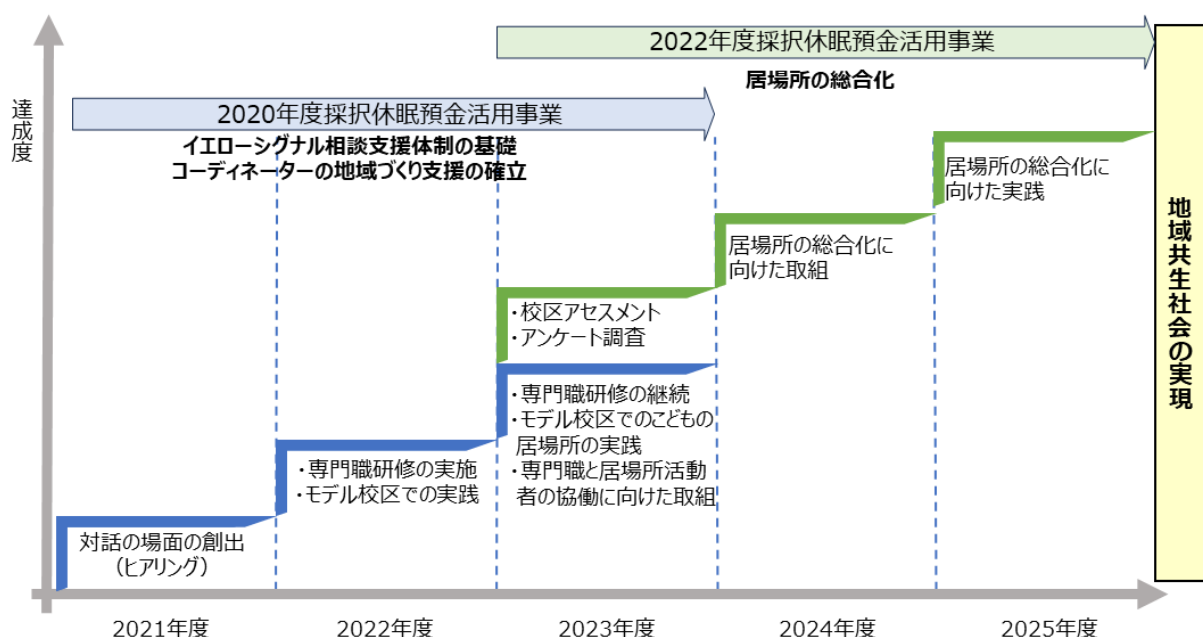 2022年度採択休眠預金活用事業
居場所の総合化
2020年度採択休眠預金活用事業
イエローシグナル相談支援体制の基礎
コーディネーターの地域づくり支援の確立
達成度
居場所の総合化に
向けた実践
居場所の総合化に
向けた取組
・校区アセスメント
・アンケート調査
・専門職研修の継続
・モデル校区でのこどもの
居場所の実践
・専門職と居場所活動
者の協働に向けた取組
・専門職研修の実施
・モデル校区での実践
対話の場面の創出
（ヒアリング）
地域共生社会の実現
2021年度
2022年度
2023年度
2024年度
2025年度